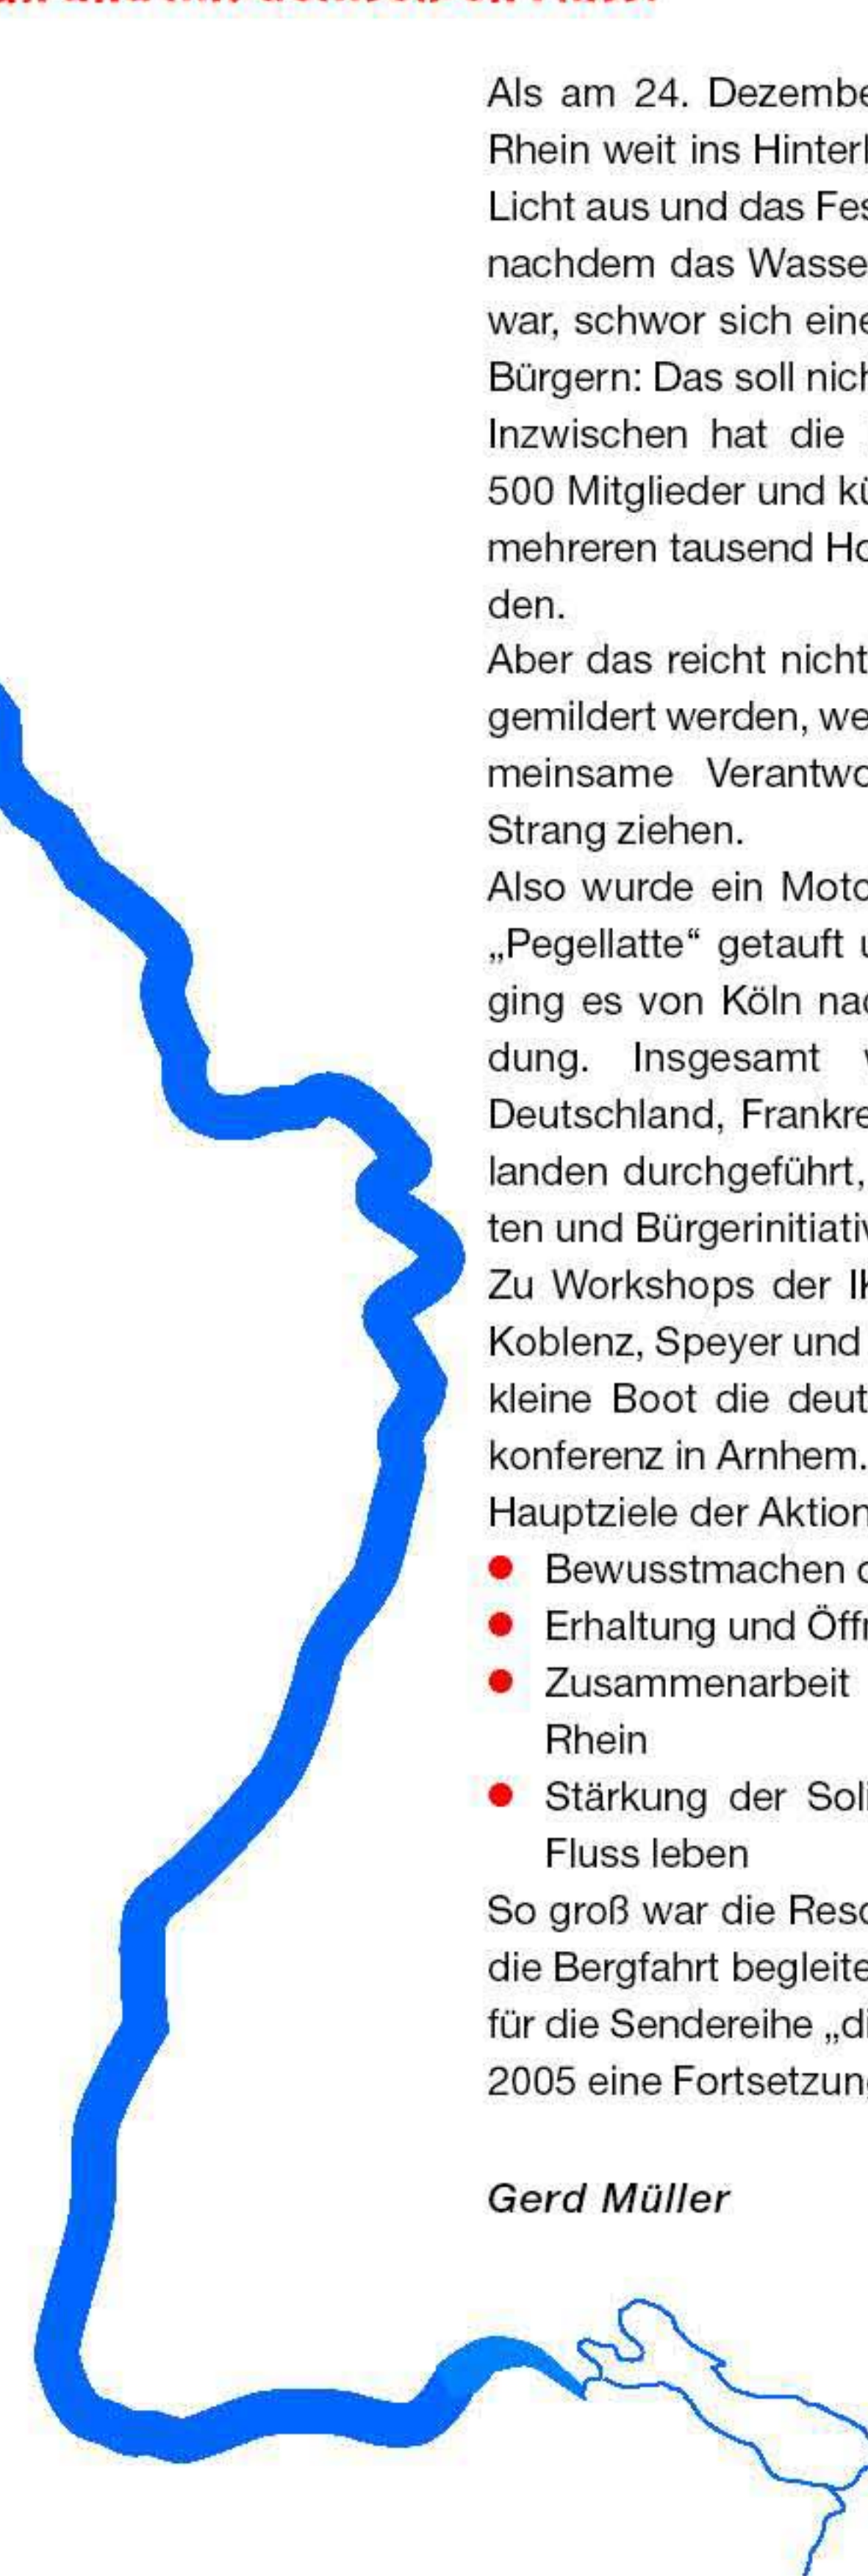 Als am 24. Dezembe
Rhein weit ins Hinterl
Licht aus und das Fes
nachdem das Wasse
war, schwor sich eine
Bürgern: Das soll nich
Inzwischen hat die
500 Mitglieder und kü
mehreren tausend Ho
den.
Aber das reicht nicht
gemildert werden, we
meinsame Verantwo
Strang ziehen.
Also wurde ein Moto
„Pegellatte“ getauft u
ging es von Köln nac
dung. Insgesamt w
Deutschland, Frankre
landen durchgeführt,
ten und Bürgerinitiativ
Zu Workshops der IK
Koblenz, Speyer und
kleine Boot die deut
konferenz in Arnhem.
Hauptziele der Aktion
● Bewusstmachen d
● Erhaltung und Öffn
● Zusammenarbeit
Rhein
● Stärkung der Soli
Fluss leben
So groß war die Reso
die Bergfahrt begleite
für die Sendereihe „di
2005 eine Fortsetzung
Gerd Müller